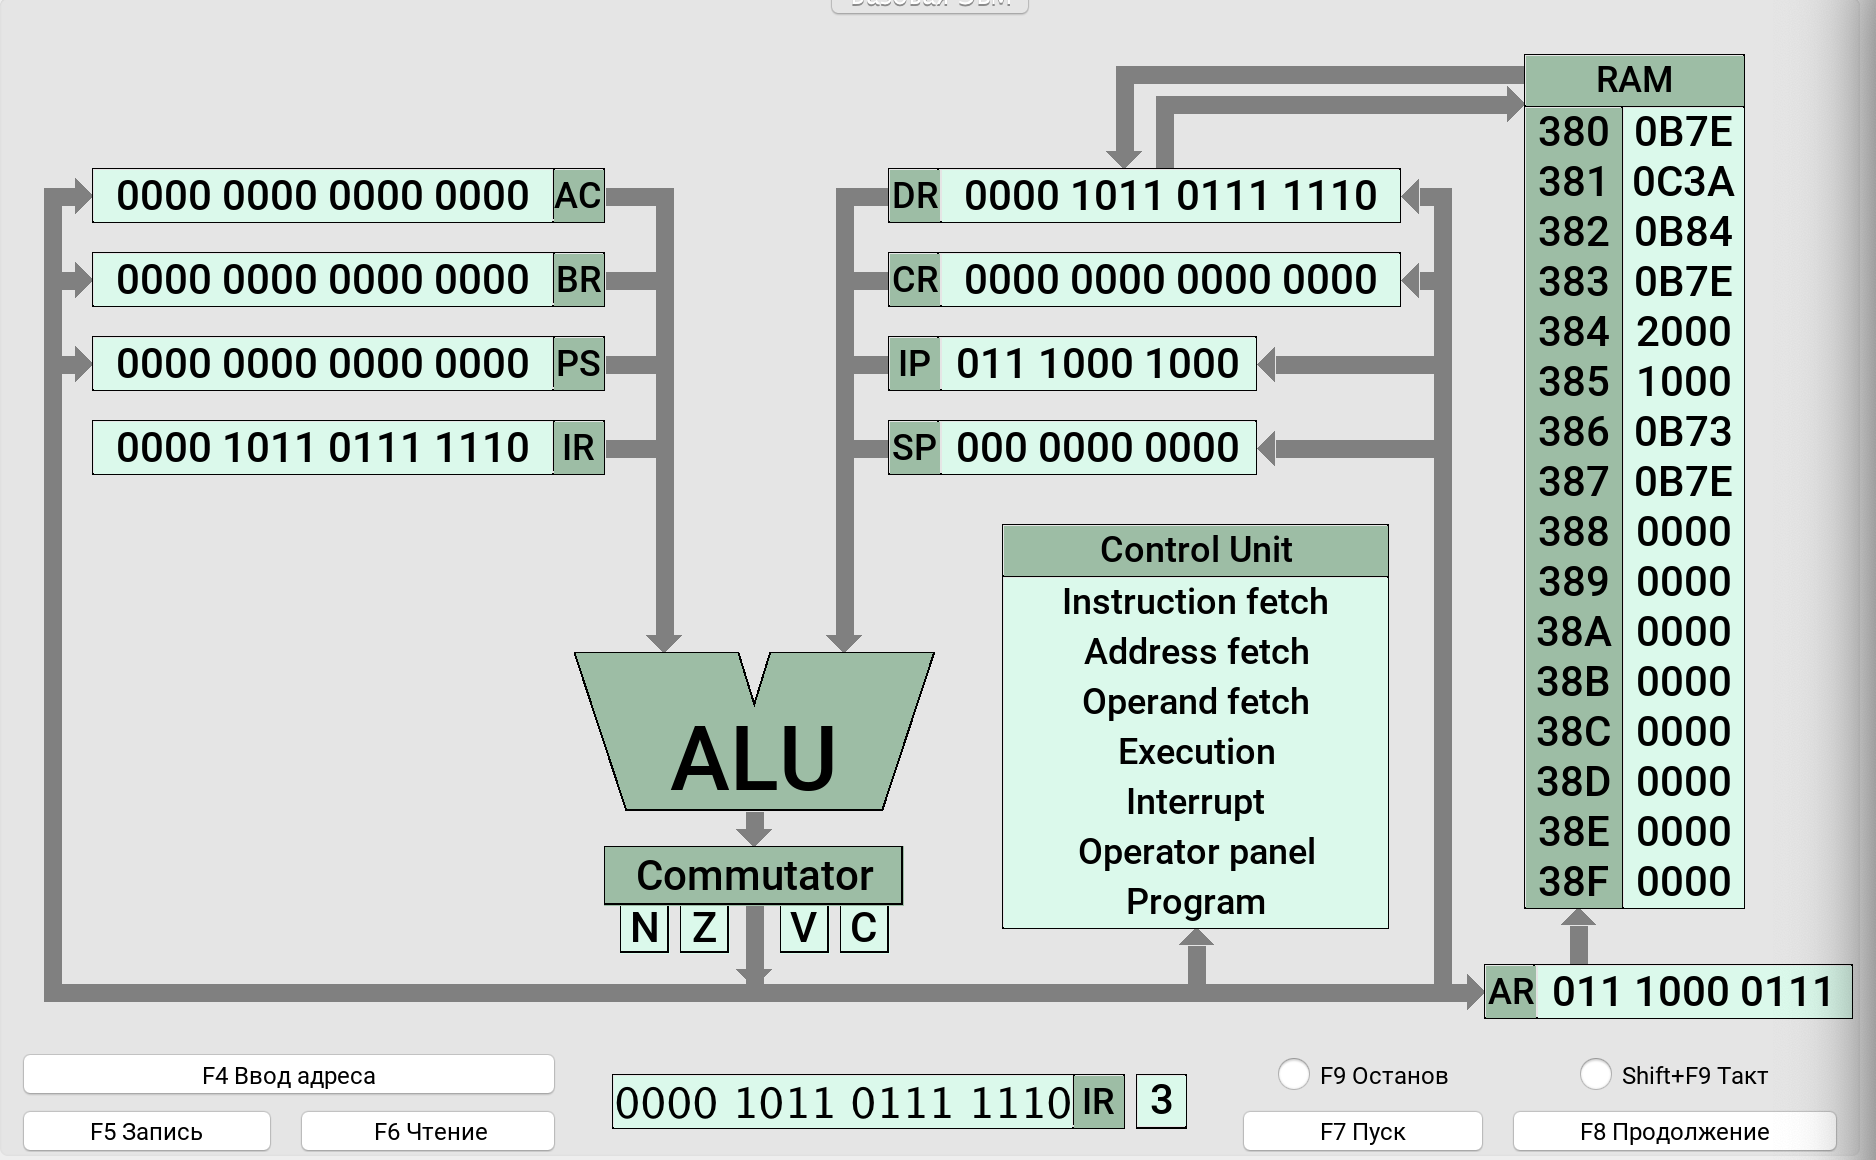 RAM
380 0B7E
381 0C3A
382 0B84
383 0B7E
384 2000
385 1000
386 0B73
387 0B7E
388 0000
389 0000
38A 0000
38B 0000
38C 0000
38D 0000
38E 0000
38F 0000
0000 0000 0000 0000 AC
0000 0000 0000 0000 BR
0000 0000 0000 0000 PS
0000 1011 0111 1110 IR
DR 0000 1011 0111 1110
CR 0000 0000 0000 0000
IP 011 1000 1000
SP 000 0000 0000
Control Unit
Instruction fetch
Address fetch
Operand fetch
Execution
Interrupt
Operator panel
Program
ALU
Commutator
N Z V C
AR 011 1000 0111
F4 Ввод адреса
F5 Запись
F6 Чтение
0000 1011 0111 1110 IR 3
F9 Останов
Shift+F9 Такт
F7 Пуск
F8 Продолжение